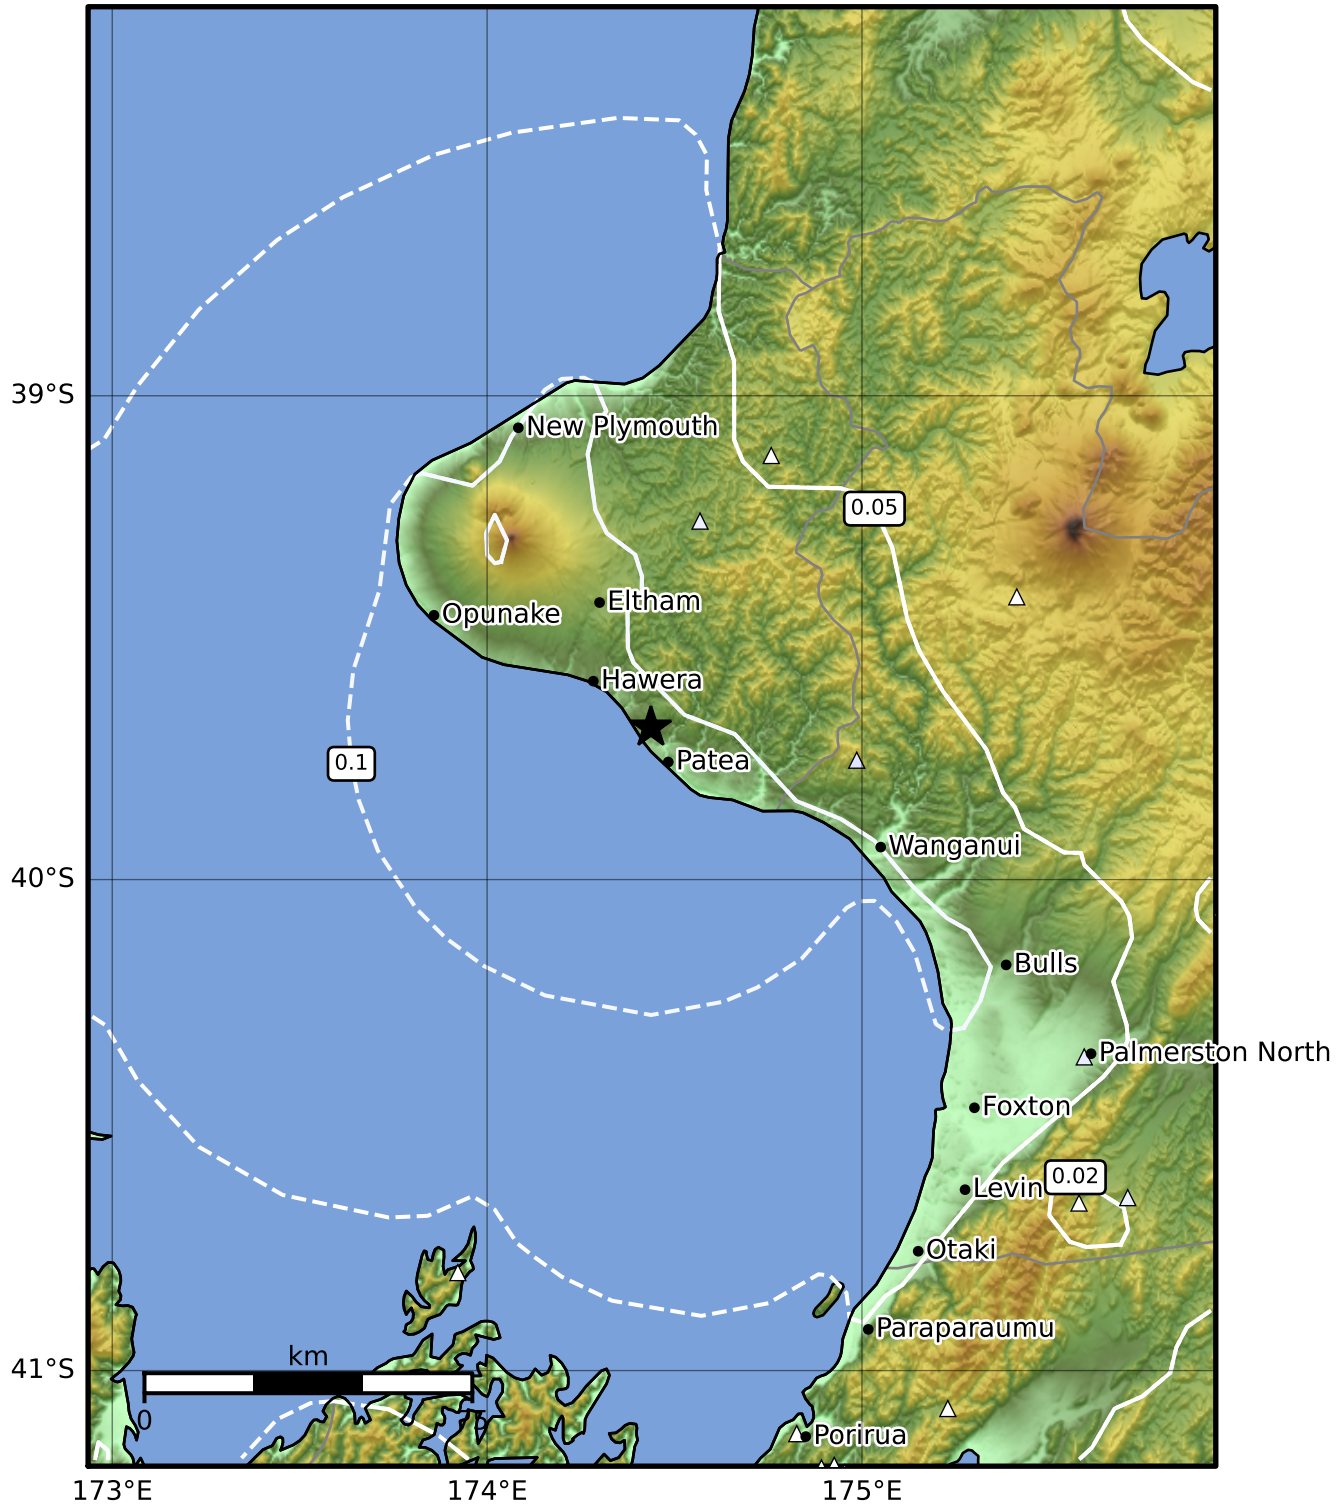 New Plymouth
39°S
0.05
Eltham
Opunake
Hawera
Patea
0.1
Wanganui
40°S
Bulls
Palmerston North
Foxton
0.02
Levin
Otaki
Paraparaumu
km
41°S
0
Porirua
173°E
174°E
175°E